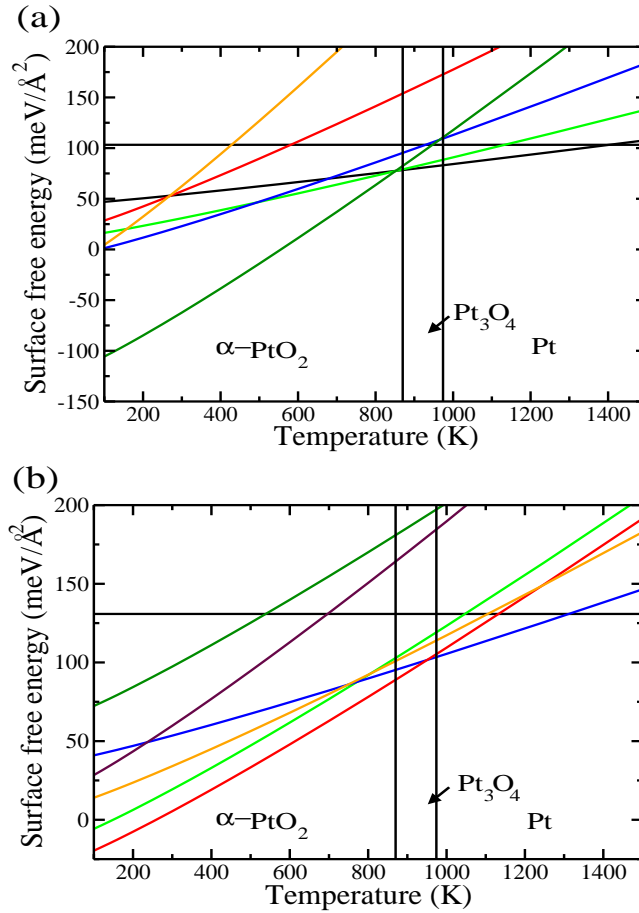 (a)
Surface free energy (meV/Å²)
200
150
100
50
0
-50
-100
-150
Pt₃O₄
α−PtO₂
Pt
200 400 600 800 1000 1200 1400
Temperature (K)
(b)
Surface free energy (meV/Å²)
200
150
100
50
0
Pt₃O₄
α−PtO₂
Pt
200 400 600 800 1000 1200 1400
Temperature (K)